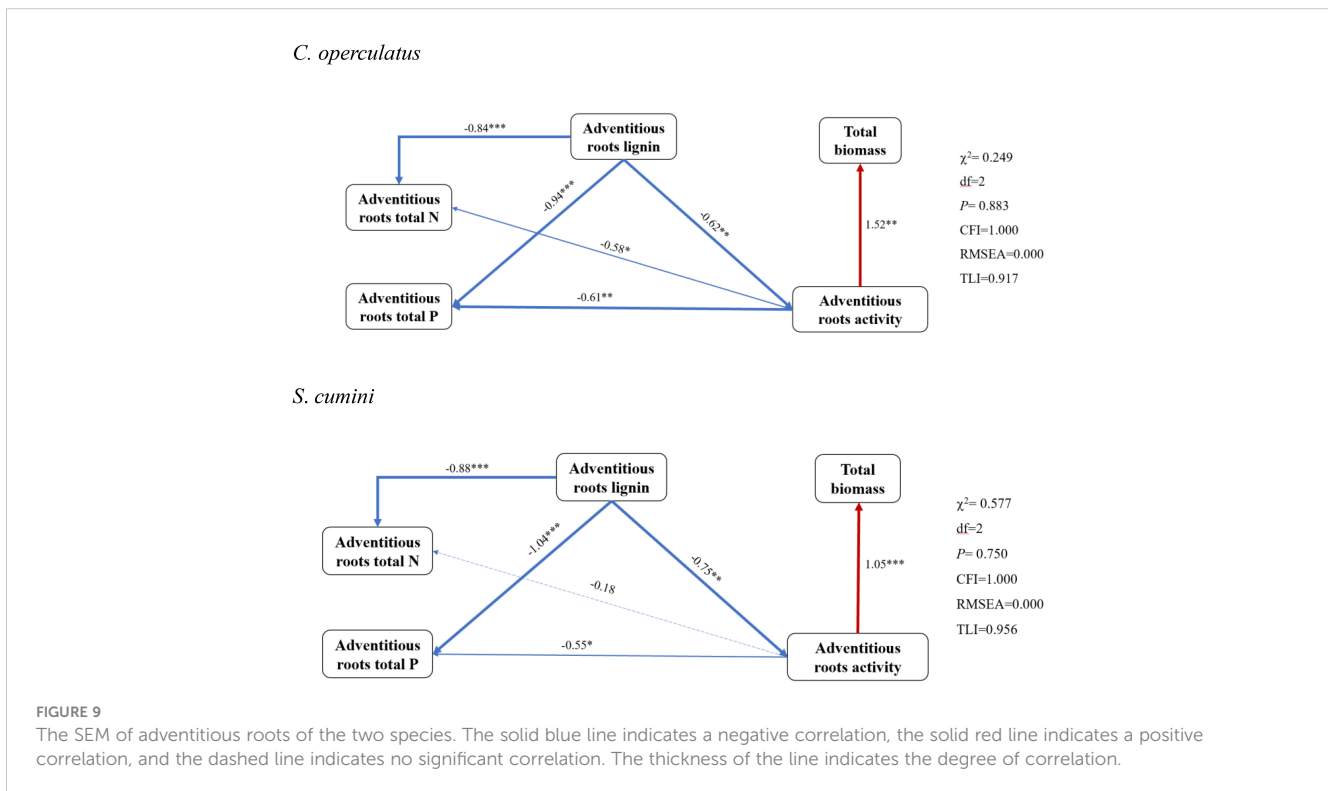 C. operculatus
-0.84***
Adventitious
roots lignin
Total
biomass
χ²= 0.249
df=2
P= 0.883
CFI=1.000
RMSEA=0.000
TLI=0.917
Adventitious
roots total N
-0.94***
-0.62**
-0.58*
1.52**
Adventitious
roots total P
-0.61**
Adventitious
roots activity
S. cumini
-0.88***
Adventitious
roots lignin
Total
biomass
χ²= 0.577
df=2
P= 0.750
CFI=1.000
RMSEA=0.000
TLI=0.956
Adventitious
roots total N
-1.04***
-0.75**
-0.18
1.05***
Adventitious
roots total P
-0.55*
Adventitious
roots activity
FIGURE 9
The SEM of adventitious roots of the two species. The solid blue line indicates a negative correlation, the solid red line indicates a positive
correlation, and the dashed line indicates no significant correlation. The thickness of the line indicates the degree of correlation.